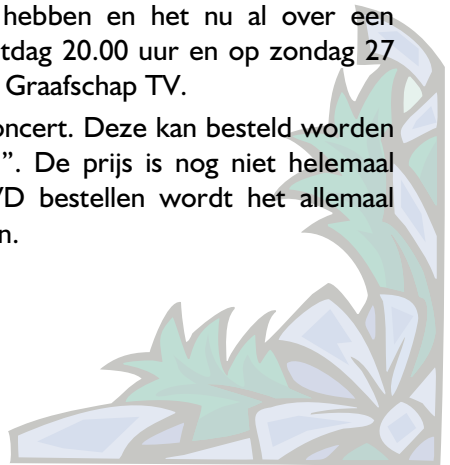 hebben en het nu al over een
tdag 20.00 uur en op zondag 27
Graafschap TV.
oncert. Deze kan besteld worden
”. De prijs is nog niet helemaal
VD bestellen wordt het allemaal
n.